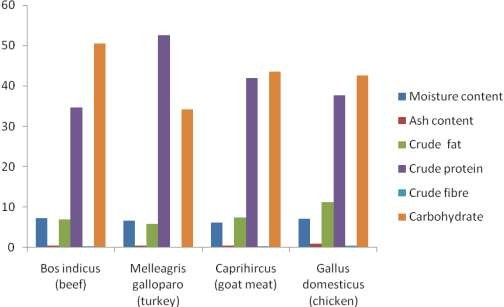 60
50
40
30
20
10
0
Bos indicus
(beef)
Melleagris
galloparo
(turkey)
Caprihircus
(goat meat)
Gallus
domesticus
(chicken)
Moisture content
Ash content
Crude fat
Crude protein
Crude fibre
Carbohydrate